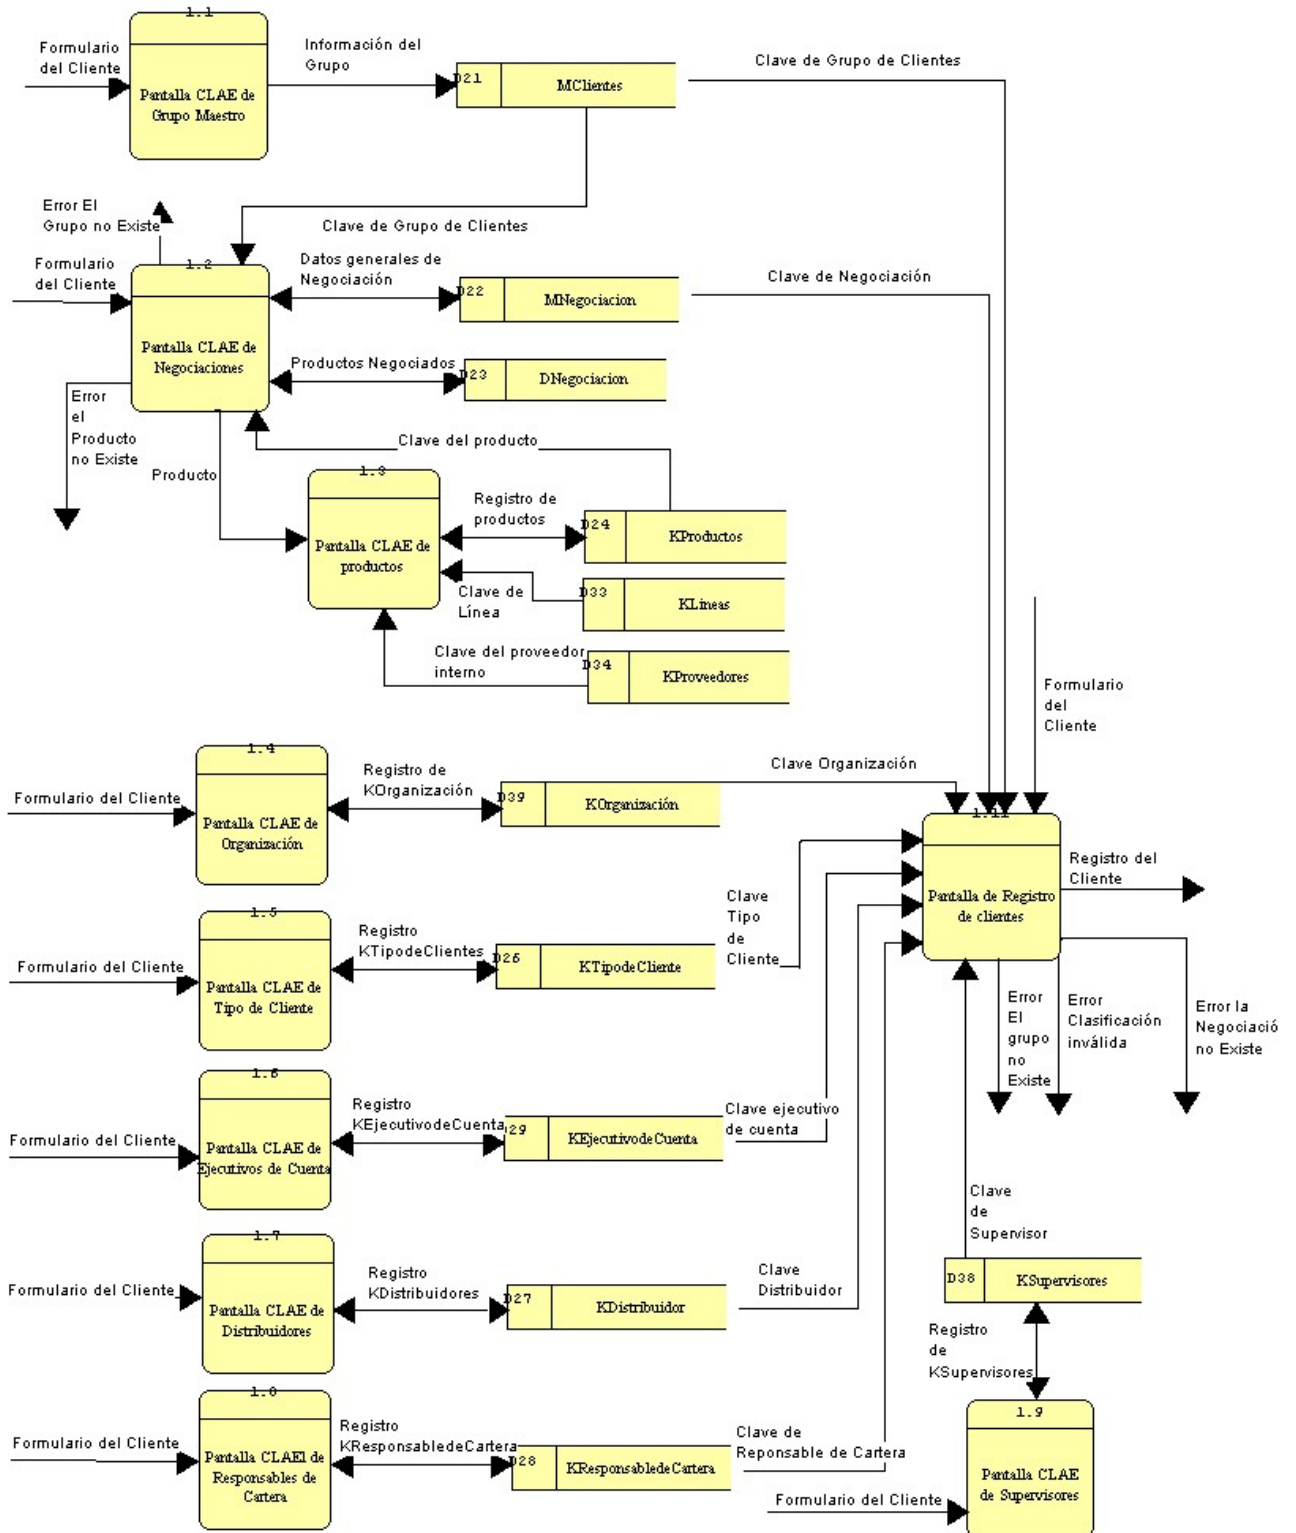 1.1
Formulario
del Cliente
Pantalla CLAE de
Grupo Maestro
Información del
Grupo
D21
MClientes
Clave de Grupo de Clientes
Error El
Grupo no Existe
Clave de Grupo de Clientes
Formulario
del Cliente
1.2
Pantalla CLAE de
Negociaciones
Datos generales de
Negociación
D22
MNegociacion
Clave de Negociación
Productos Negociados
D23
DNegociacion
Error
el
Producto
no Existe
Producto
Clave del producto
1.3
Pantalla CLAE de
productos
Registro de
productos
D24
KProductos
Clave de
Línea
D33
KLineas
Clave del proveedor
interno
D34
KProveedores
Formulario
del
Cliente
1.4
Formulario del Cliente
Pantalla CLAE de
Organización
Registro de
KOrganización
D39
KOrganización
Clave Organización
1.11
Pantalla de Registro
de clientes
Registro del
Cliente
1.5
Formulario del Cliente
Pantalla CLAE de
Tipo de Cliente
Registro
KTipodeClientes
D26
KTipodeCliente
Clave
Tipo
de
Cliente
Error
El
grupo
no
Existe
Error
Clasificación
inválida
Error la
Negociació
no Existe
1.6
Formulario del Cliente
Pantalla CLAE de
Ejecutivos de Cuenta
Registro
KEjecutivodeCuenta
D29
KEjecutivodeCuenta
Clave ejecutivo
de cuenta
Clave
de
Supervisor
1.7
Formulario del Cliente
Pantalla CLAE de
Distribuidores
Registro
KDistribuidores
D27
KDistribuidor
Clave
Distribuidor
D38
KSupervisores
Registro
de
KSupervisores
1.8
Formulario del Cliente
Pantalla CLAEl de
Responsables de
Cartera
Registro
KResponsabledeCartera
D28
KResponsabledeCartera
Clave de
Reponsable de Cartera
1.9
Formulario del Cliente
Pantalla CLAE
de Supervisores